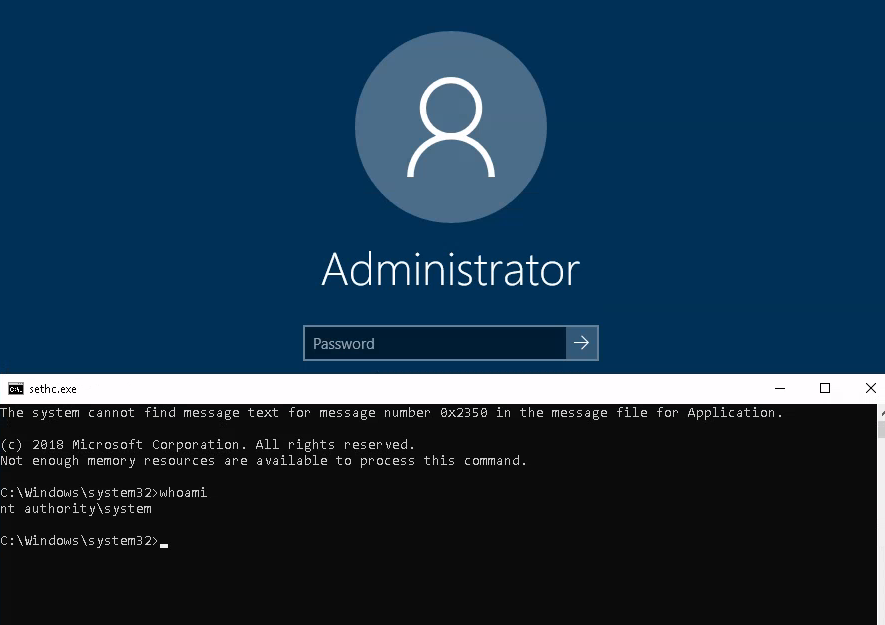 Administrator
Password
sethc.exe
The system cannot find message text for message number 0x2350 in the message file for Application.
(c) 2018 Microsoft Corporation. All rights reserved.
Not enough memory resources are available to process this command.
C:\Windows\system32>whoami
nt authority\system
C:\Windows\system32>